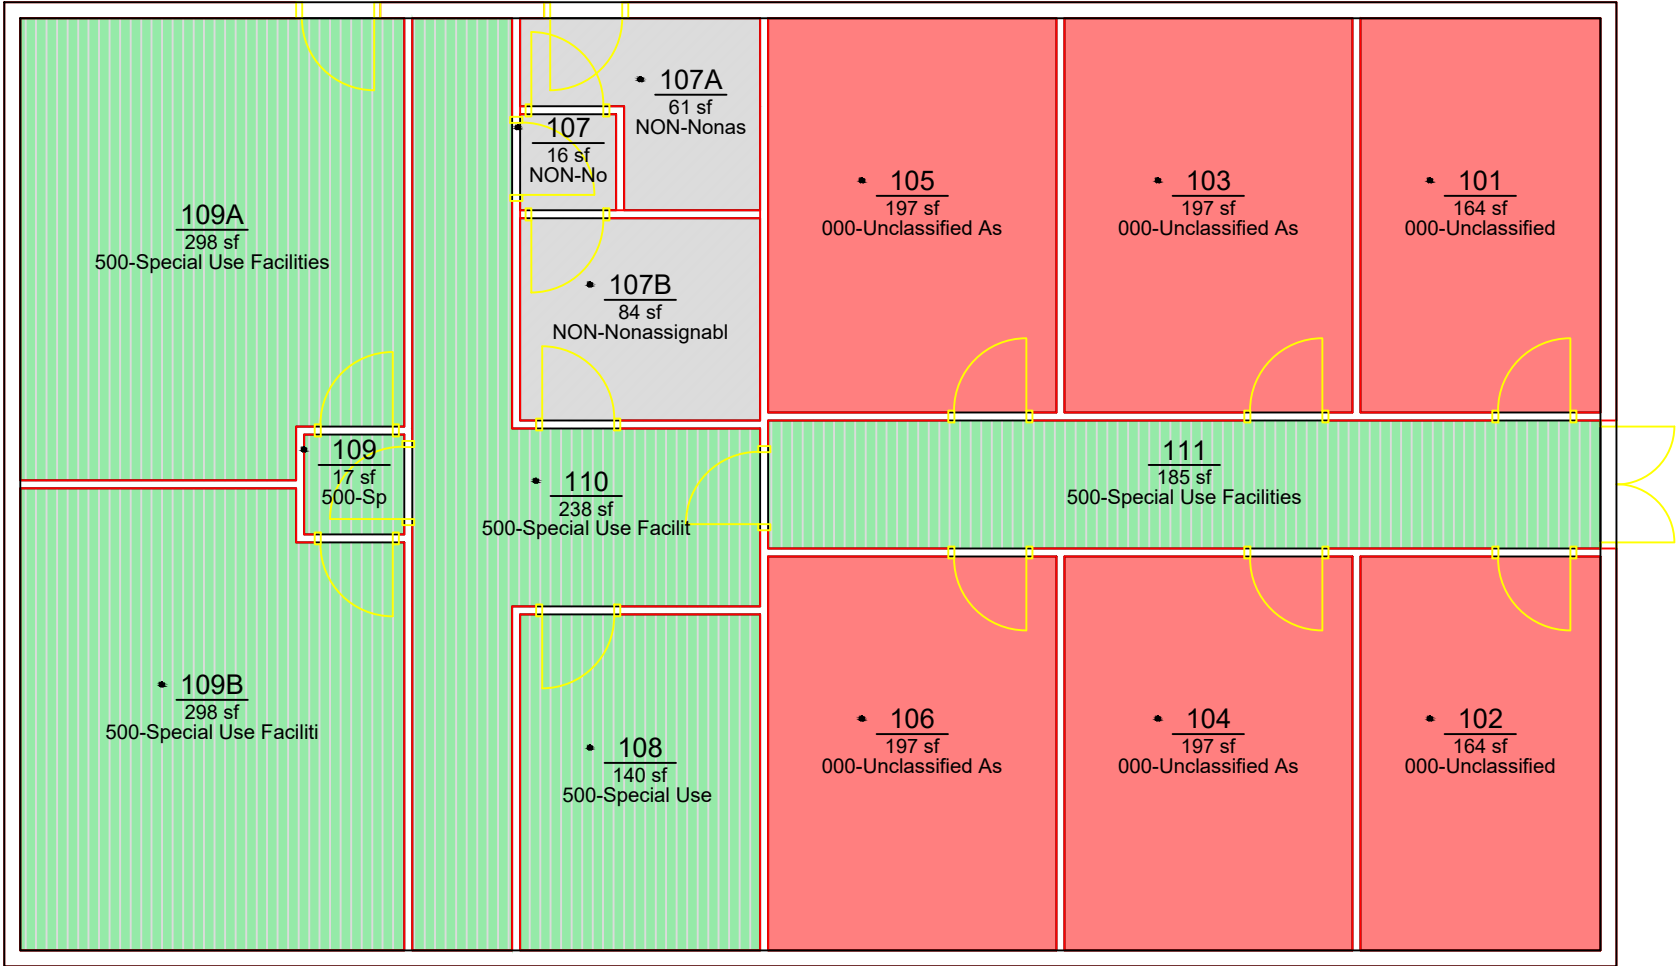 107A
61 sf
NON-Nonas
107
16 sf
NON-No
105
197 sf
000-Unclassified As
103
197 sf
000-Unclassified As
101
164 sf
000-Unclassified
109A
298 sf
500-Special Use Facilities
107B
84 sf
NON-Nonassignabl
109
17 sf
500-Sp
110
238 sf
500-Special Use Facilit
111
185 sf
500-Special Use Facilities
109B
298 sf
500-Special Use Faciliti
108
140 sf
500-Special Use
106
197 sf
000-Unclassified As
104
197 sf
000-Unclassified As
102
164 sf
000-Unclassified